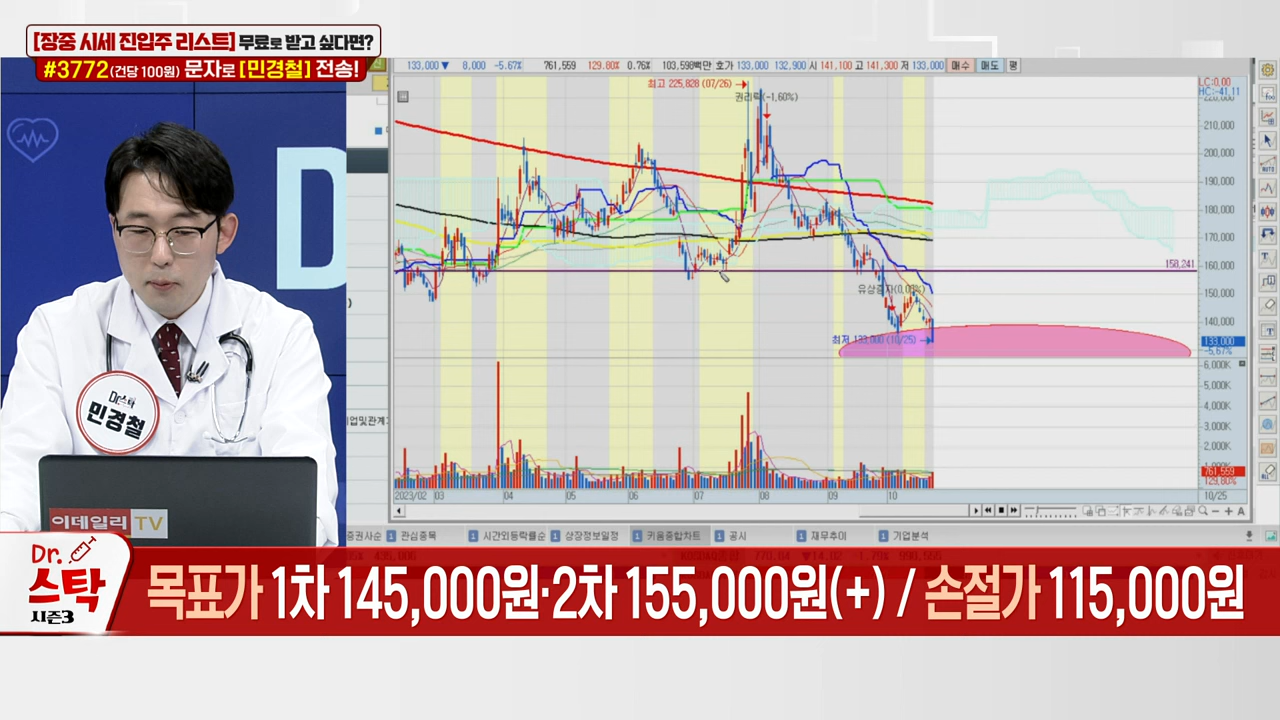 [장중 시세 진입주 리스트] 무료로 받고 싶다면?
#3772(건당 100원) 문자로 [민경철] 전송!
133,000 ▼ 8,000 -5.67% 761,559 129.80% 0.76% 103,598백만 호가 133,000 132,900 시 141,100 고 141,300 저 133,000 매수 매도 평
LC:0.00
HC:-41.11
최고 225,828 (07/26)
권리락(-1.60%)
220,000
210,000
200,000
190,000
180,000
170,000
158,241
160,000
유상증자(0.00%)
150,000
140,000
최저 133,000 (10/25)
133,000
-5.67%
6,000K
5,000K
4,000K
3,000K
2,000K
761,559
129.80%
2023/02 03 04 05 06 07 08 09 10 10/25
D
Dr.스탁
민경철
이데일리 TV
관심종목 시간외등락률순 상장정보일정 키움종합차트 공시 재무추이 기업분석
Dr.
스탁
시즌3
목표가 1차 145,000원·2차 155,000원(+) / 손절가 115,000원